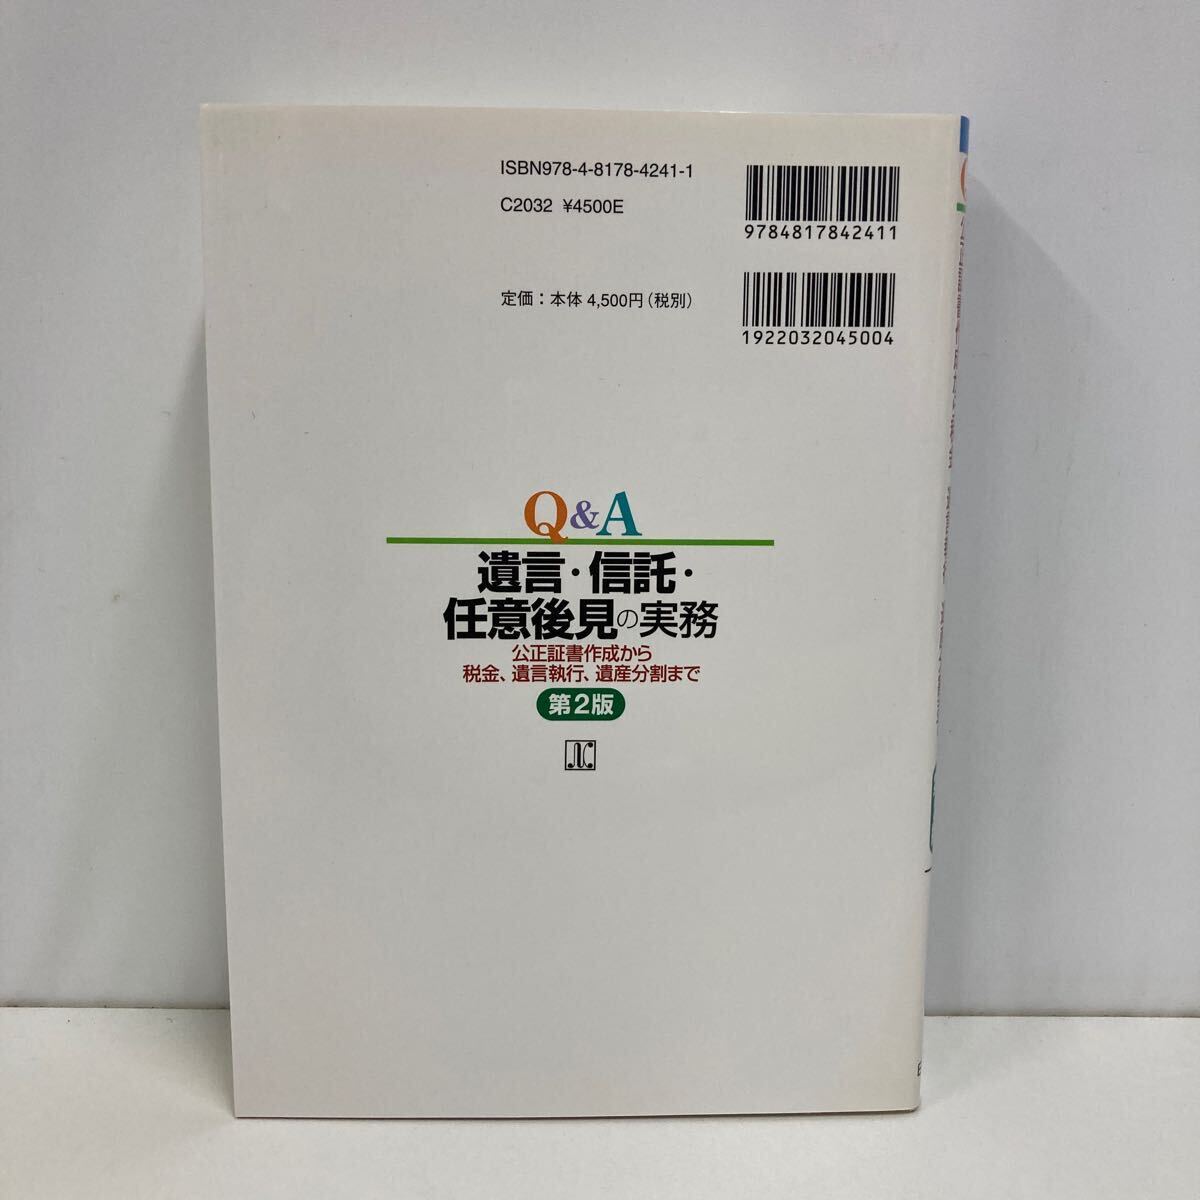 ISBN978-4-8178-4241-1
C2032 ¥4500E
9784817842411
定価：本体 4,500円（税別）
1922032045004
Q&A
遺言・信託・
任意後見の実務
公正証書作成から
税金、遺言執行、遺産分割まで
第2版